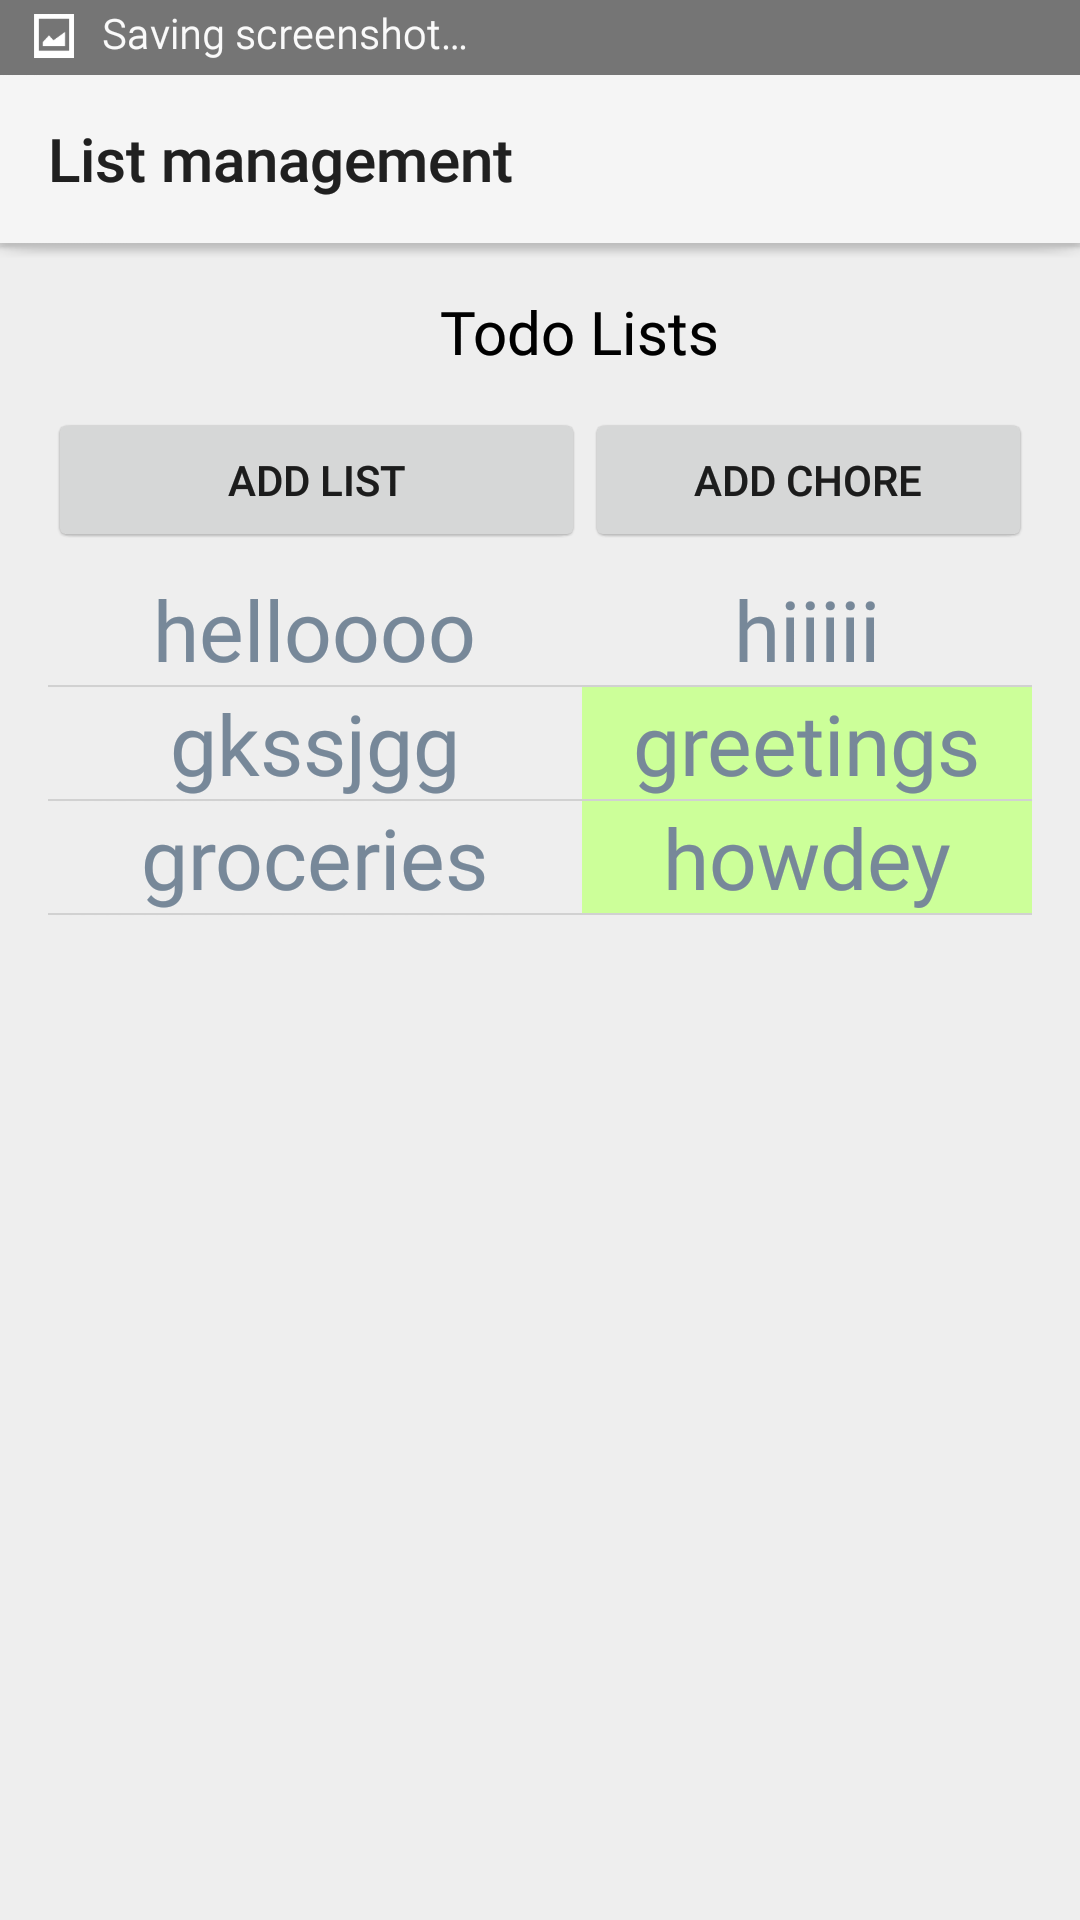 Saving screenshot...
List management
Todo Lists
ADD LIST ADD CHORE
helloooo hiiiii
gkssjgg greetings
groceries howdey